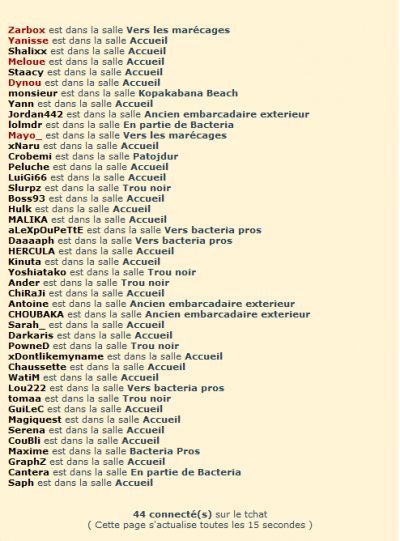 Zarbox est dans la salle Vers les marécages
Yanisse est dans la salle Accueil
Shalixx est dans la salle Accueil
Meloue est dans la salle Accueil
Staacy est dans la salle Accueil
Dynou est dans la salle Accueil
monsieur est dans la salle Kopakabana Beach
Yann est dans la salle Accueil
Jordan442 est dans la salle Ancien embarcadaire exterieur
lolmdr est dans la salle En partie de Bacteria
Mayo_ est dans la salle Vers les marécages
xNaru est dans la salle Accueil
Crobemi est dans la salle Patojdur
Peluche est dans la salle Accueil
LuiGi66 est dans la salle Accueil
Slurpz est dans la salle Trou noir
Boss93 est dans la salle Accueil
Hulk est dans la salle Accueil
MALIKA est dans la salle Accueil
aLeXpOuPeTtE est dans la salle Vers bacteria pros
Daaaaph est dans la salle Vers bacteria pros
HERCULA est dans la salle Accueil
Kinuta est dans la salle Accueil
Yoshiatako est dans la salle Trou noir
Ander est dans la salle Trou noir
ChiRaJi est dans la salle Accueil
Antoine est dans la salle Ancien embarcadaire exterieur
CHOUBAKA est dans la salle Ancien embarcadaire exterieur
Sarah_ est dans la salle Accueil
Darkaris est dans la salle Accueil
PowneD est dans la salle Trou noir
xDontlikemyname est dans la salle Accueil
Chaussette est dans la salle Accueil
WatiM est dans la salle Accueil
Lou222 est dans la salle Vers bacteria pros
tomaa est dans la salle Trou noir
GuiLeC est dans la salle Accueil
Magiquest est dans la salle Accueil
Serena est dans la salle Accueil
CouBli est dans la salle Accueil
Maxime est dans la salle Bacteria Pros
GraphZ est dans la salle Accueil
Cantera est dans la salle En partie de Bacteria
Saph est dans la salle Accueil
44 connecté(s) sur le tchat
( Cette page s'actualise toutes les 15 secondes )